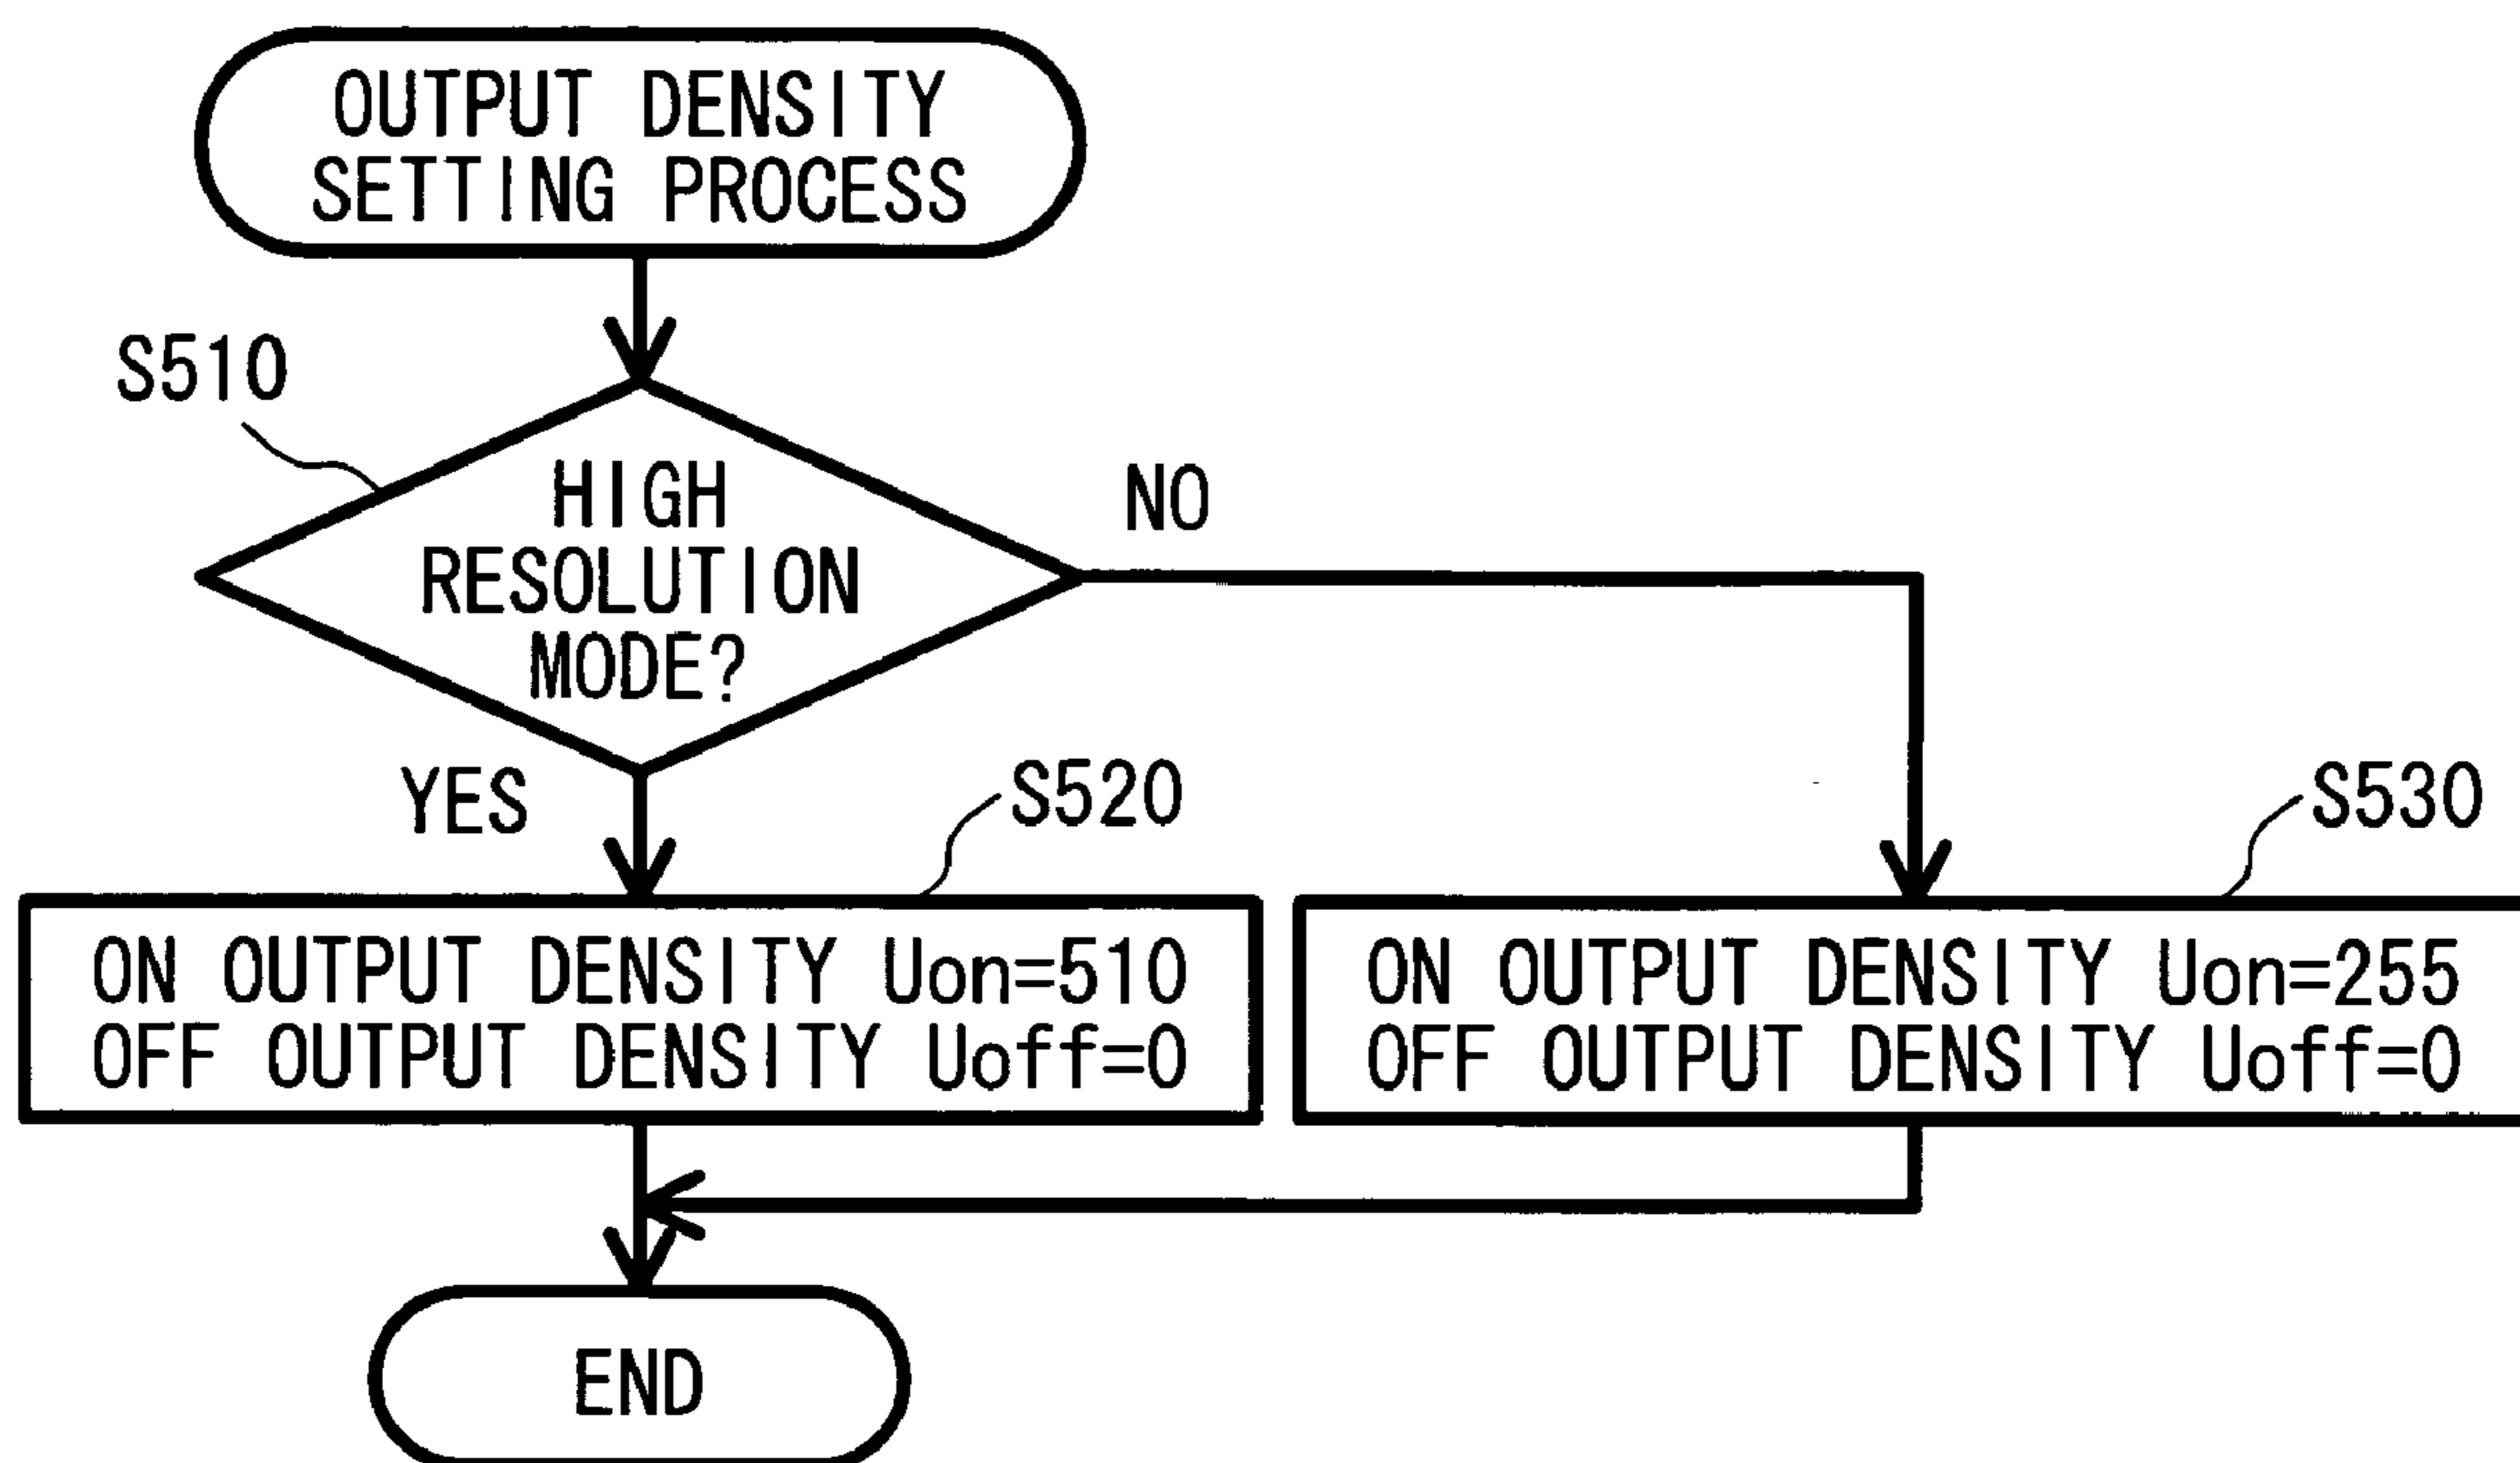 OUTPUT DENSITY
SETTING PROCESS
S510
HIGH
RESOLUTION
MODE?
NO
YES
S520
S530
ON OUTPUT DENSITY Uon=510
OFF OUTPUT DENSITY Uoff=0
ON OUTPUT DENSITY Uon=255
OFF OUTPUT DENSITY Uoff=0
END